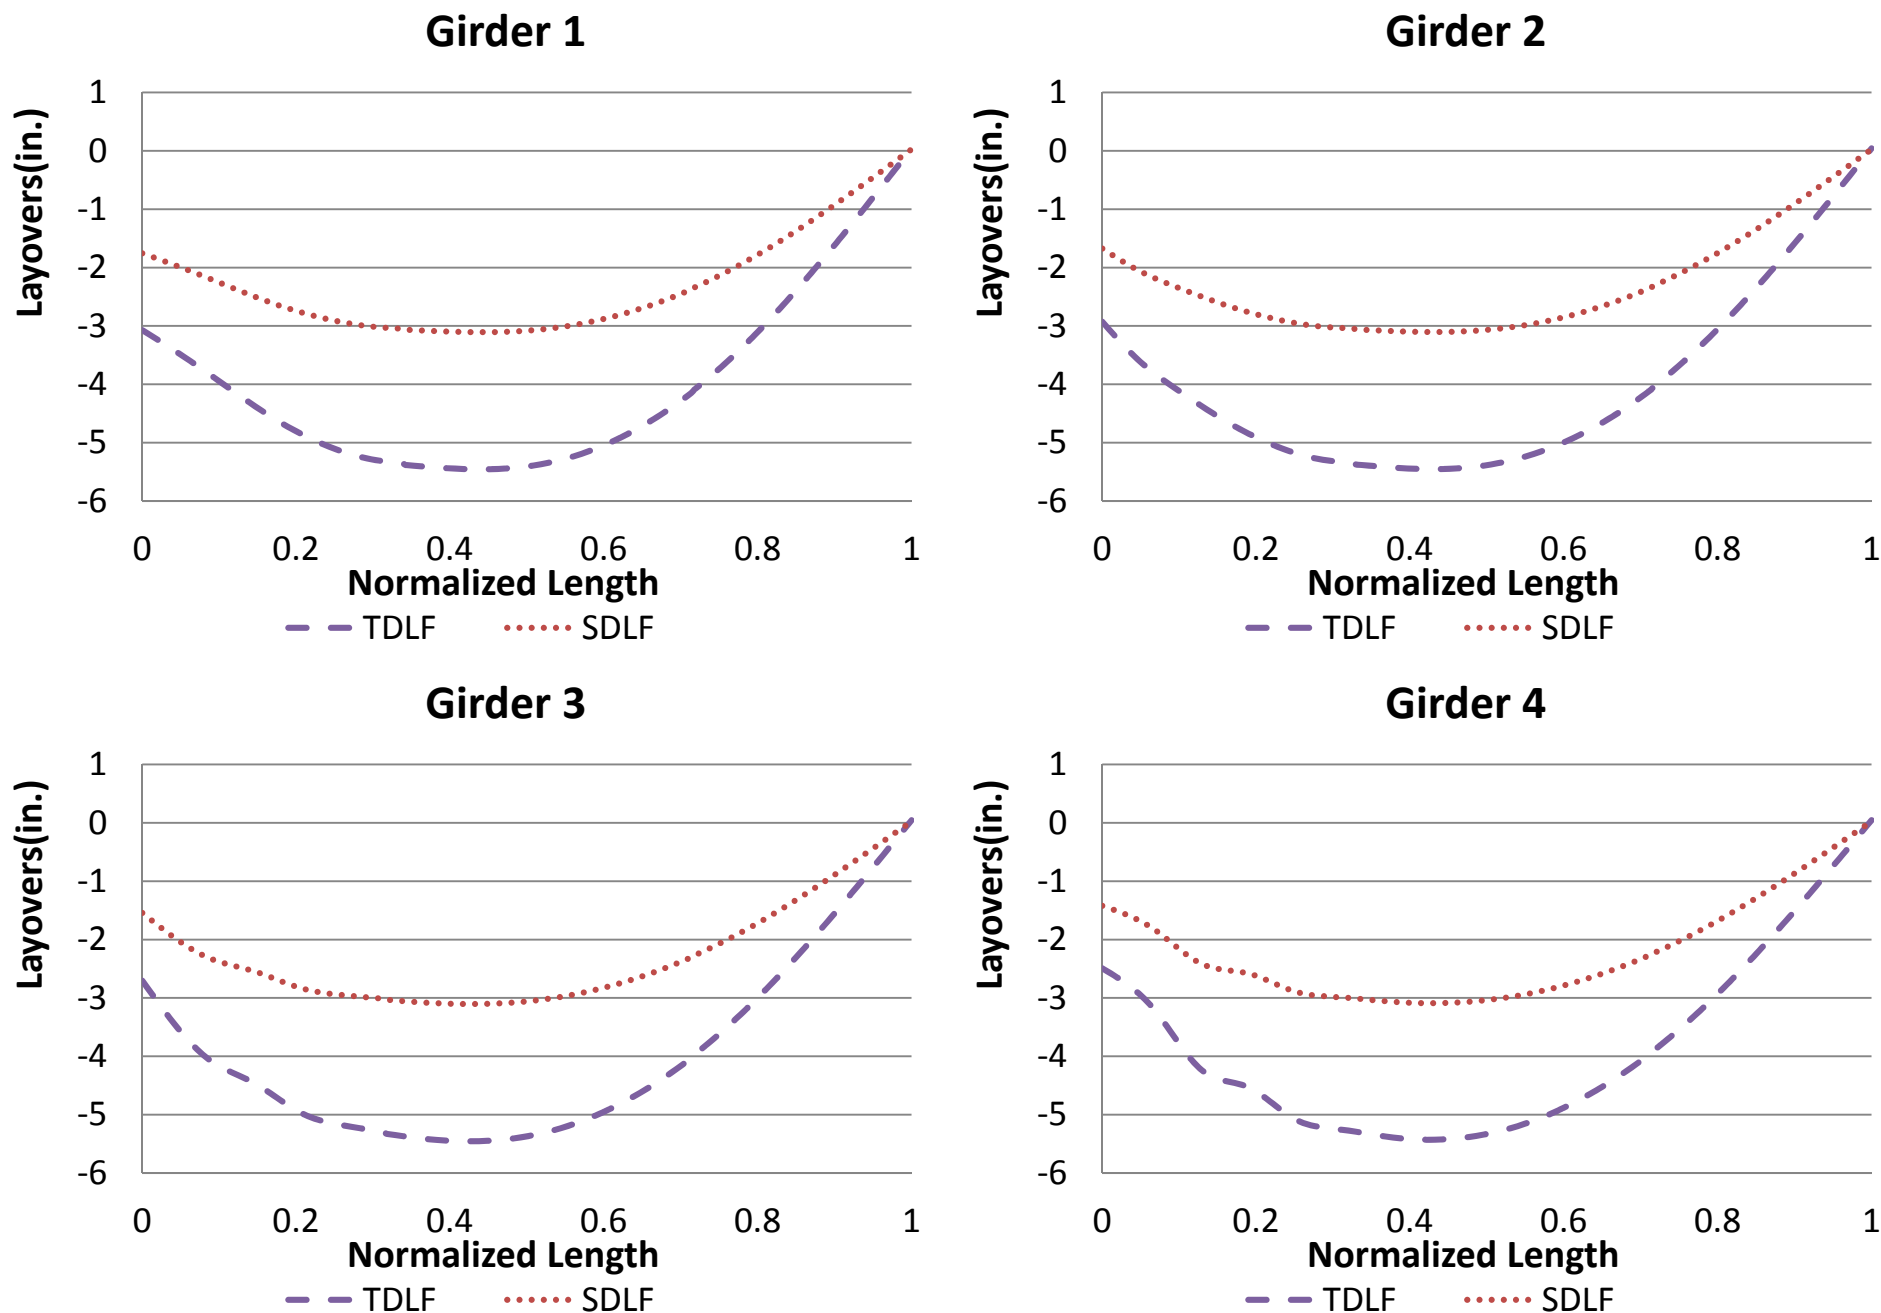 Girder 1
Layovers(in.)
1
0
-1
-2
-3
-4
-5
-6
0 0.2 0.4 0.6 0.8 1
Normalized Length
TDLF SDLF
Girder 2
Layovers(in.)
1
0
-1
-2
-3
-4
-5
-6
0 0.2 0.4 0.6 0.8 1
Normalized Length
TDLF SDLF
Girder 3
Layovers(in.)
1
0
-1
-2
-3
-4
-5
-6
0 0.2 0.4 0.6 0.8 1
Normalized Length
TDLF SDLF
Girder 4
Layovers(in.)
1
0
-1
-2
-3
-4
-5
-6
0 0.2 0.4 0.6 0.8 1
Normalized Length
TDLF SDLF